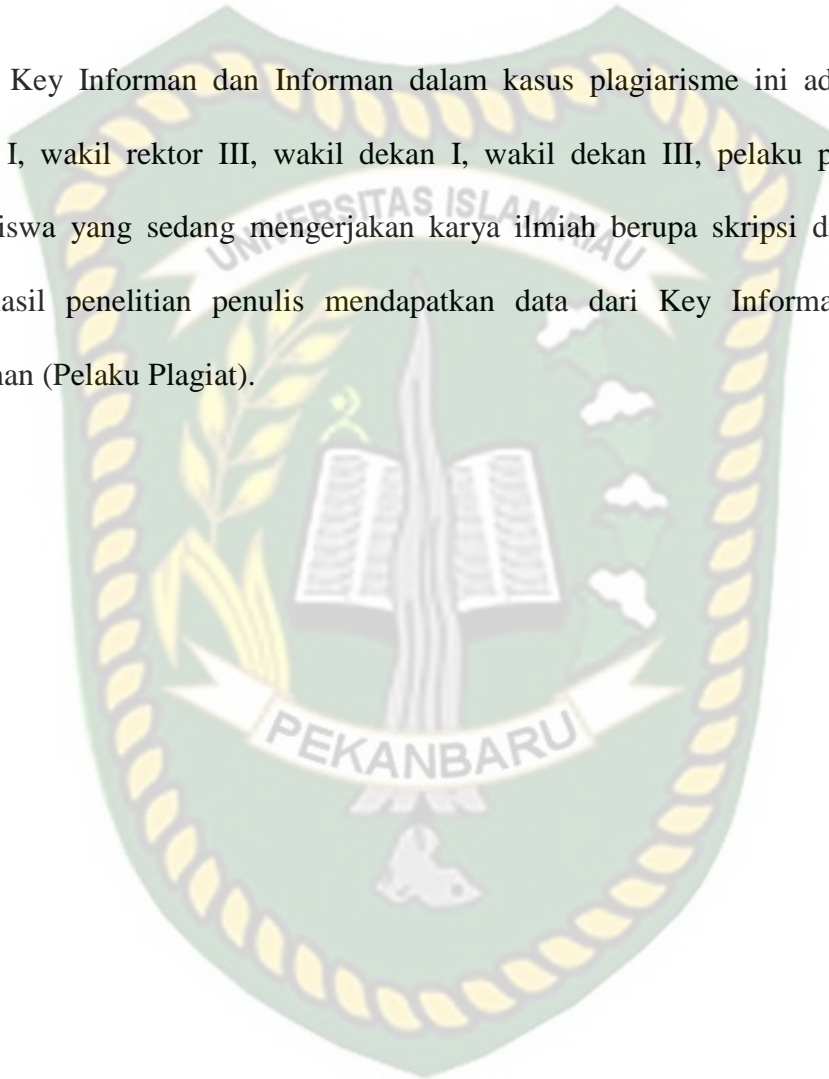 Key Informan dan Informan dalam kasus plagiarisme ini ad
I, wakil rektor III, wakil dekan I, wakil dekan III, pelaku p
iswa yang sedang mengerjakan karya ilmiah berupa skripsi d
asil penelitian penulis mendapatkan data dari Key Informa
nan (Pelaku Plagiat).
UNIVERSITAS ISLAM RIAU
PEKANBARU